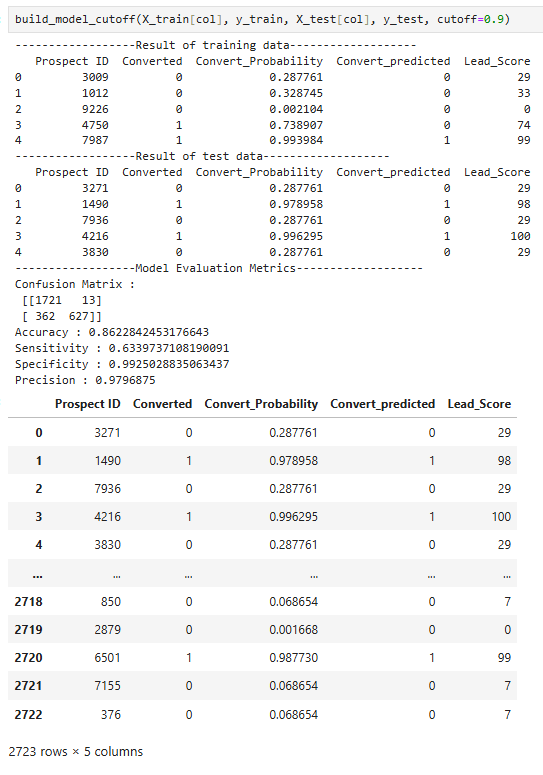 build_model_cutoff(X_train[col], y_train, X_test[col], y_test, cutoff=0.9)
-----------------Result of training data------------------
Prospect ID Converted Convert_Probability Convert_predicted Lead_Score
0 3009 0 0.287761 0 29
1 1012 0 0.328745 0 33
2 9226 0 0.002104 0 0
3 4750 1 0.738907 0 74
4 7987 1 0.993984 1 99
-----------------Result of test data------------------
Prospect ID Converted Convert_Probability Convert_predicted Lead_Score
0 3271 0 0.287761 0 29
1 1490 1 0.978958 1 98
2 7936 0 0.287761 0 29
3 4216 1 0.996295 1 100
4 3830 0 0.287761 0 29
-----------------Model Evaluation Metrics------------------
Confusion Matrix :
[[1721 13]
[ 362 627]]
Accuracy : 0.8622842453176643
Sensitivity : 0.6339737108190091
Specificity : 0.9925028835063437
Precision : 0.9796875
Prospect ID Converted Convert_Probability Convert_predicted Lead_Score
0 3271 0 0.287761 0 29
1 1490 1 0.978958 1 98
2 7936 0 0.287761 0 29
3 4216 1 0.996295 1 100
4 3830 0 0.287761 0 29
... ... ... ... ... ...
2718 850 0 0.068654 0 7
2719 2879 0 0.001668 0 0
2720 6501 1 0.987730 1 99
2721 7155 0 0.068654 0 7
2722 376 0 0.068654 0 7
2723 rows × 5 columns